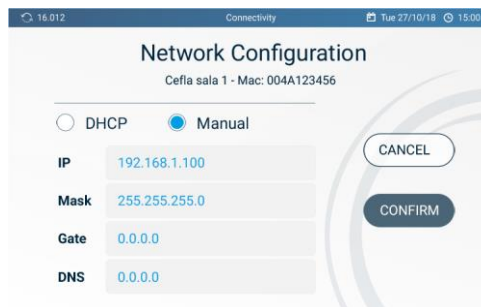 16.012 Connectivity Tue 27/10/18 15:00
Network Configuration
Cefla sala 1 - Mac: 004A123456
DHCP Manual
IP 192.168.1.100
Mask 255.255.255.0
Gate 0.0.0.0
DNS 0.0.0.0
CANCEL
CONFIRM